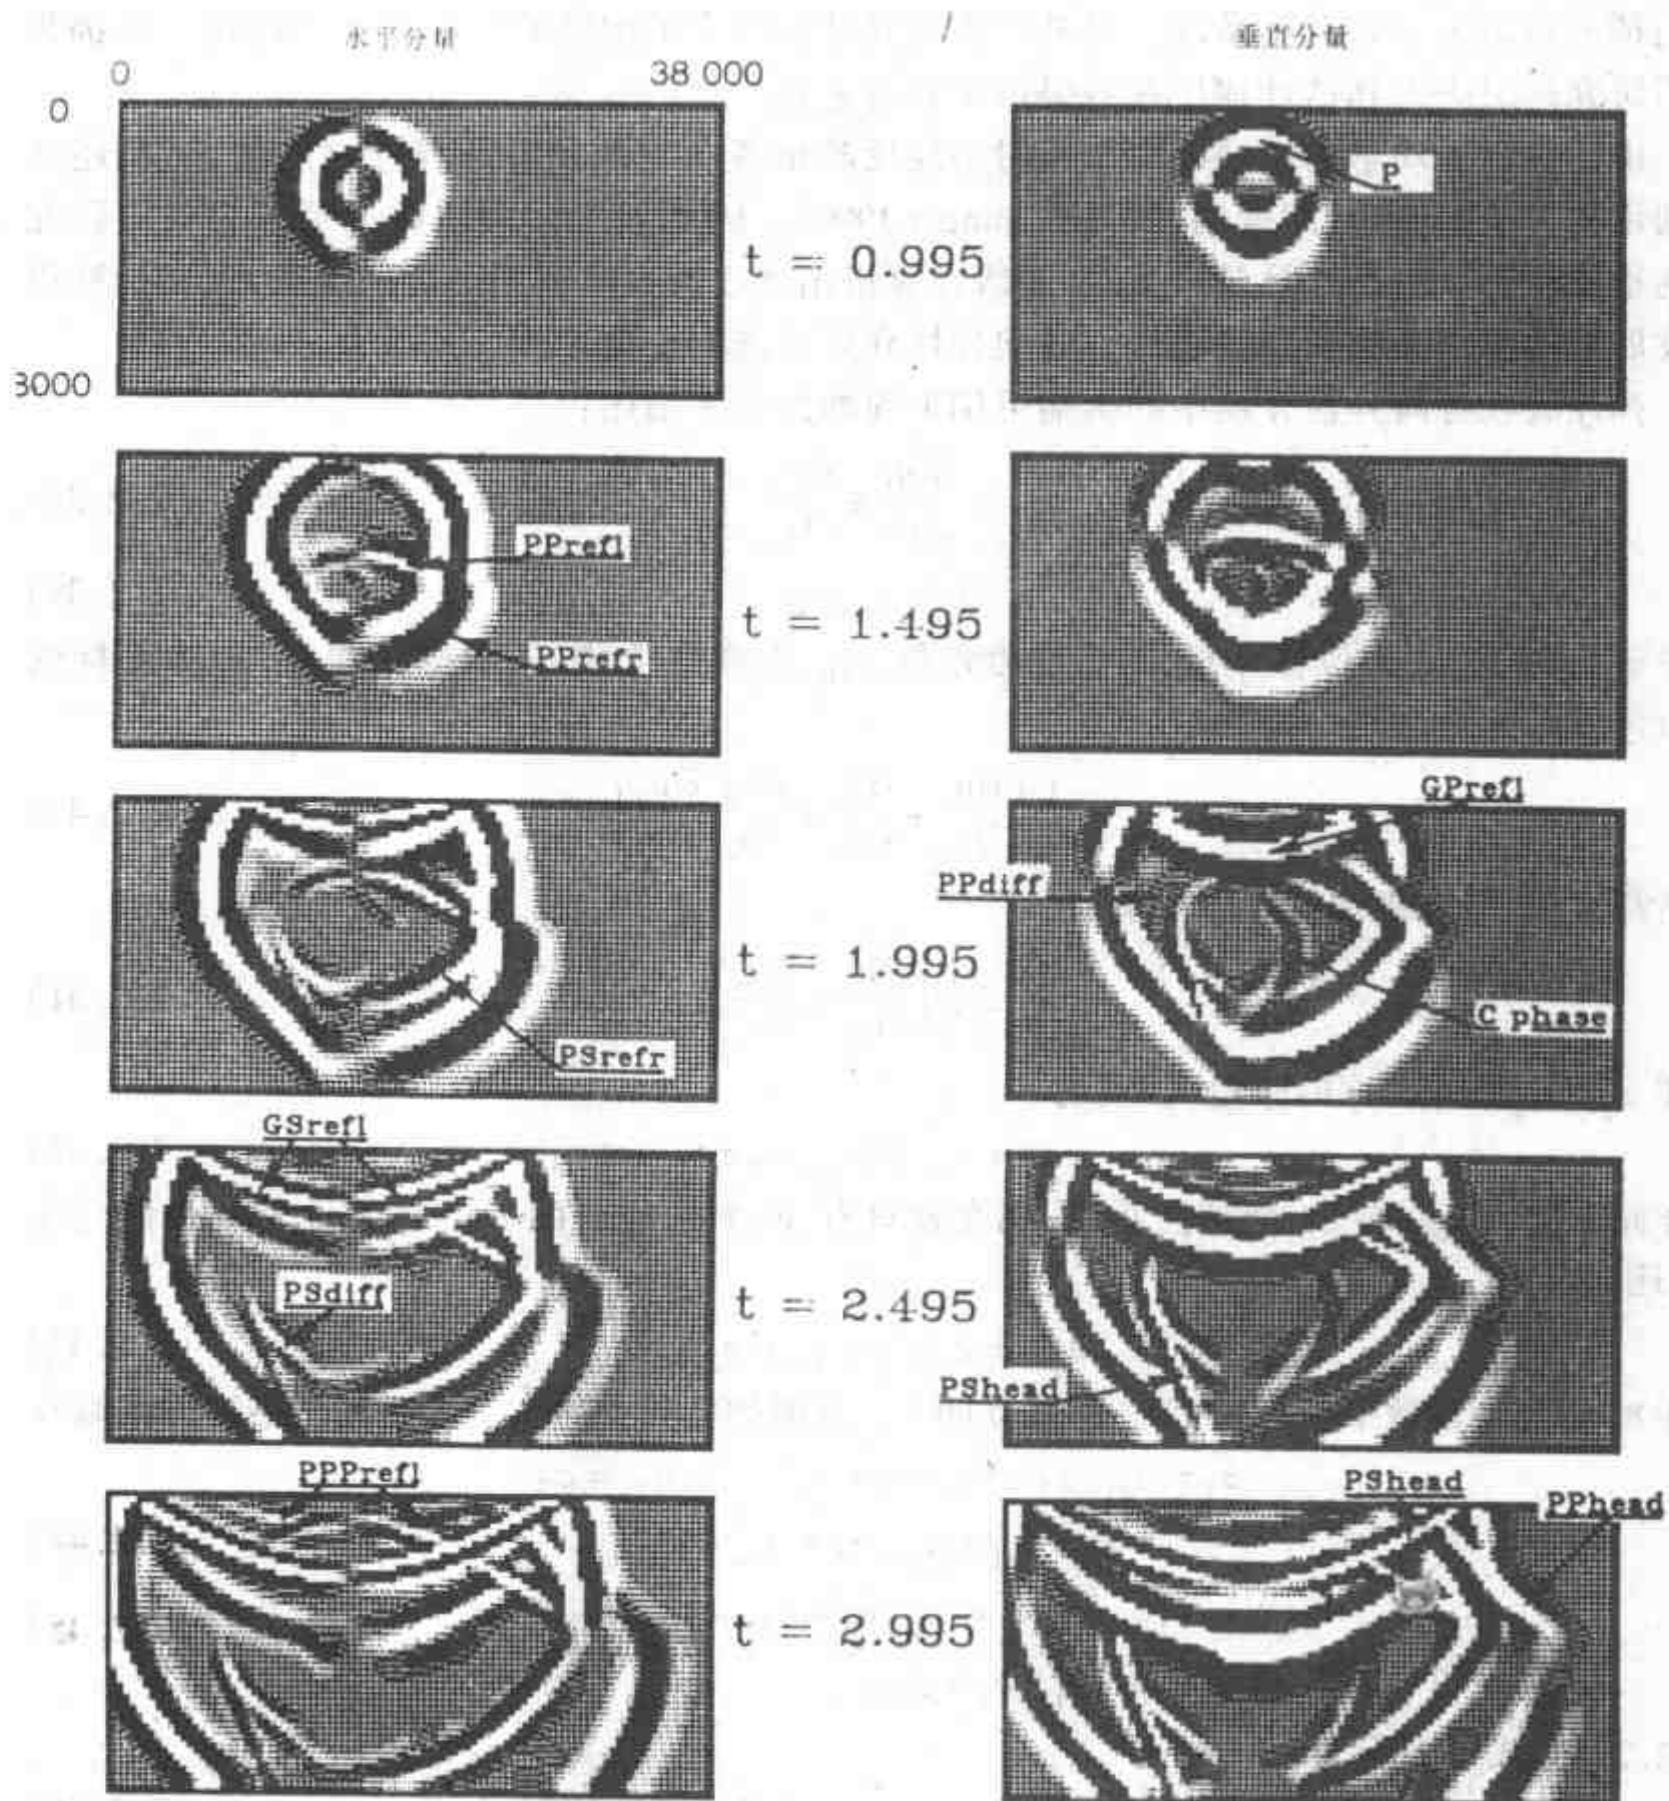 水平分量
垂直分量
0 38 000
0
3000
P
t = 0.995
PPrefl
PPrefr
t = 1.495
GPrefl
PPdiff
t = 1.995
C phase
PSrefr
GSrefl
PSdiff
t = 2.495
PShead
PPPrefl
PShead
PPhead
t = 2.995